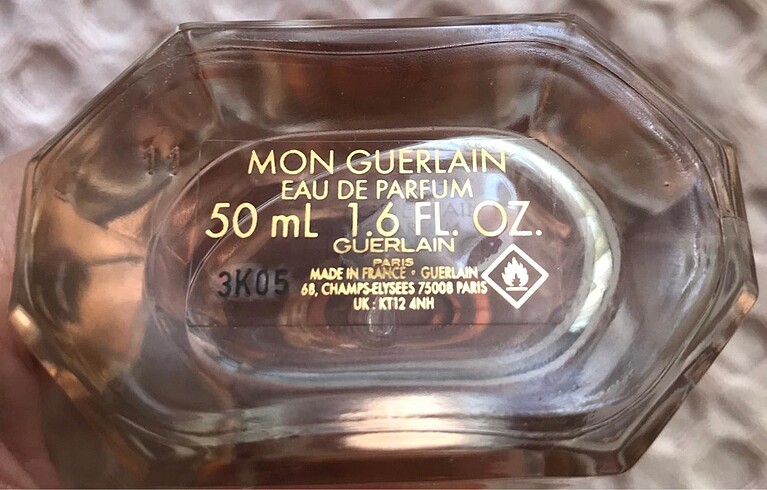 11
MON GUERLAIN
EAU DE PARFUM
50 mL 1.6 FL. OZ.
GUERLAIN
PARIS
MADE IN FRANCE • GUERLAIN
68, CHAMPS-ELYSEES 75008 PARIS
UK : KT12 4NH
3K05